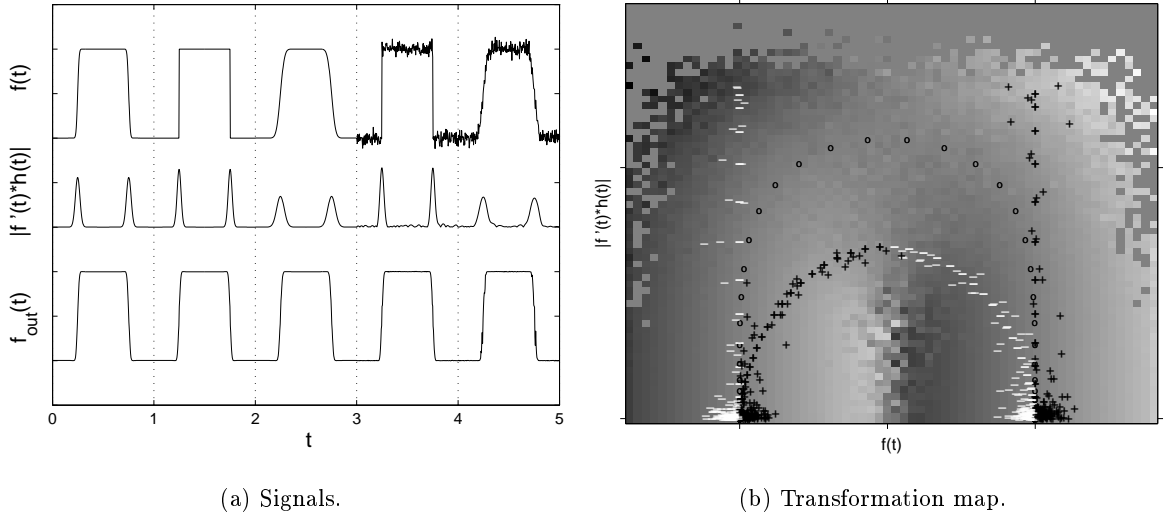 f(t)
|f '(t)*h(t)|
f_out(t)
0 1 2 3 4 5
t
(a) Signals.
|f '(t)*h(t)|
f(t)
(b) Transformation map.